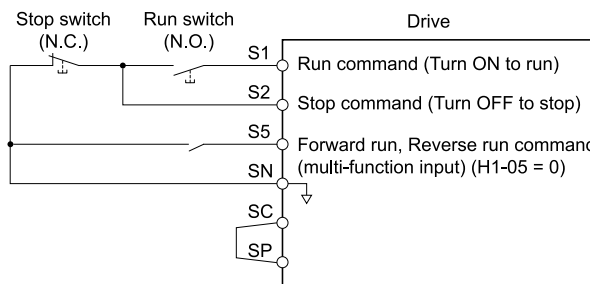 Stop switch
(N.C.)
Run switch
(N.O.)
Drive
S1
Run command (Turn ON to run)
S2
Stop command (Turn OFF to stop)
S5
Forward run, Reverse run command
(multi-function input) (H1-05 = 0)
SN
SC
SP